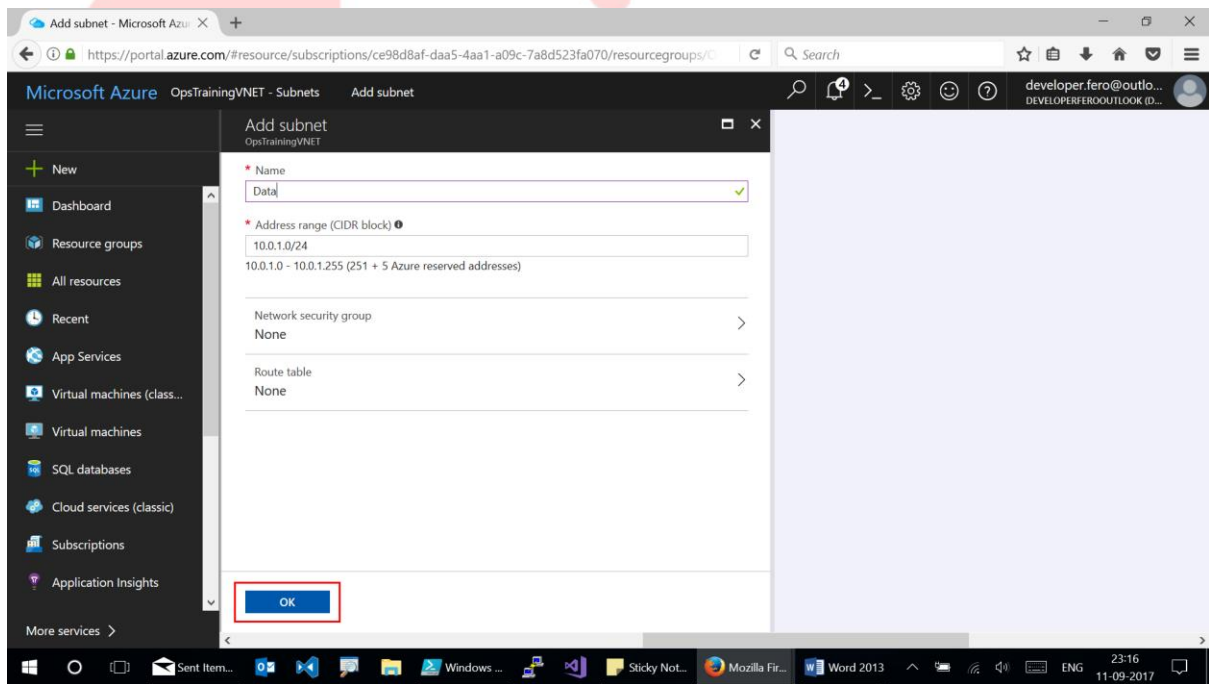 Add subnet - Microsoft Azu
https://portal.azure.com/#resource/subscriptions/ce98d8af-daa5-4aa1-a09c-7a8d523fa070/resourcegroups/
Search
Microsoft Azure OpsTrainingVNET - Subnets Add subnet
4
developer.fero@outlo...
DEVELOPERFEROOUTLOOK (D...
New
Dashboard
Resource groups
All resources
Recent
App Services
Virtual machines (class...
Virtual machines
SQL databases
Cloud services (classic)
Subscriptions
Application Insights
More services >
Add subnet
OpsTrainingVNET
* Name
Data
* Address range (CIDR block)
10.0.1.0/24
10.0.1.0 - 10.0.1.255 (251 + 5 Azure reserved addresses)
Network security group
None
Route table
None
OK
Sent Item...
Windows ...
Sticky Not...
Mozilla Fir...
Word 2013
ENG
23:16
11-09-2017